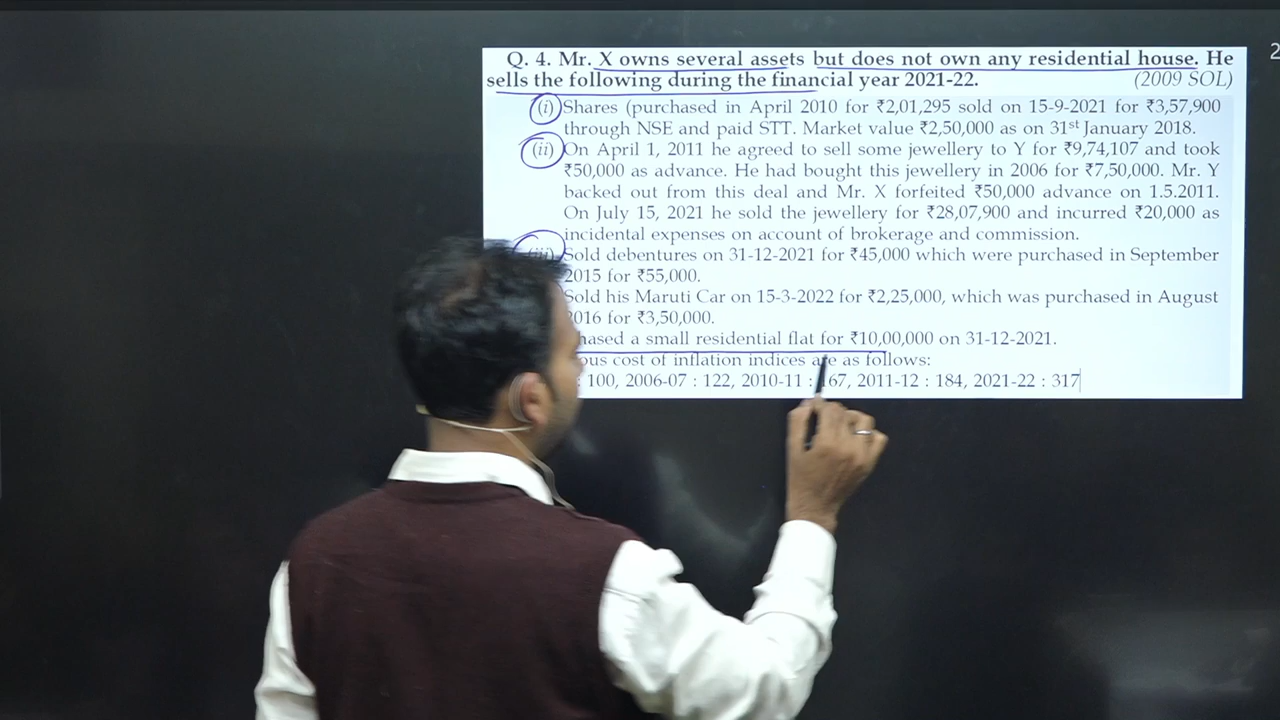 Q. 4. Mr. X owns several assets but does not own any residential house. He
sells the following during the financial year 2021-22. (2009 SOL)
(i) Shares (purchased in April 2010 for ₹2,01,295 sold on 15-9-2021 for ₹3,57,900
through NSE and paid STT. Market value ₹2,50,000 as on 31st January 2018.
(ii) On April 1, 2011 he agreed to sell some jewellery to Y for ₹9,74,107 and took
₹50,000 as advance. He had bought this jewellery in 2006 for ₹7,50,000. Mr. Y
backed out from this deal and Mr. X forfeited ₹50,000 advance on 1.5.2011.
On July 15, 2021 he sold the jewellery for ₹28,07,900 and incurred ₹20,000 as
incidental expenses on account of brokerage and commission.
(iii) Sold debentures on 31-12-2021 for ₹45,000 which were purchased in September
2015 for ₹55,000.
Sold his Maruti Car on 15-3-2022 for ₹2,25,000, which was purchased in August
2016 for ₹3,50,000.
a small residential flat for ₹10,00,000 on 31-12-2021.
cost of inflation indices are as follows:
: 100, 2006-07 : 122, 2010-11 : 167, 2011-12 : 184, 2021-22 : 317
2